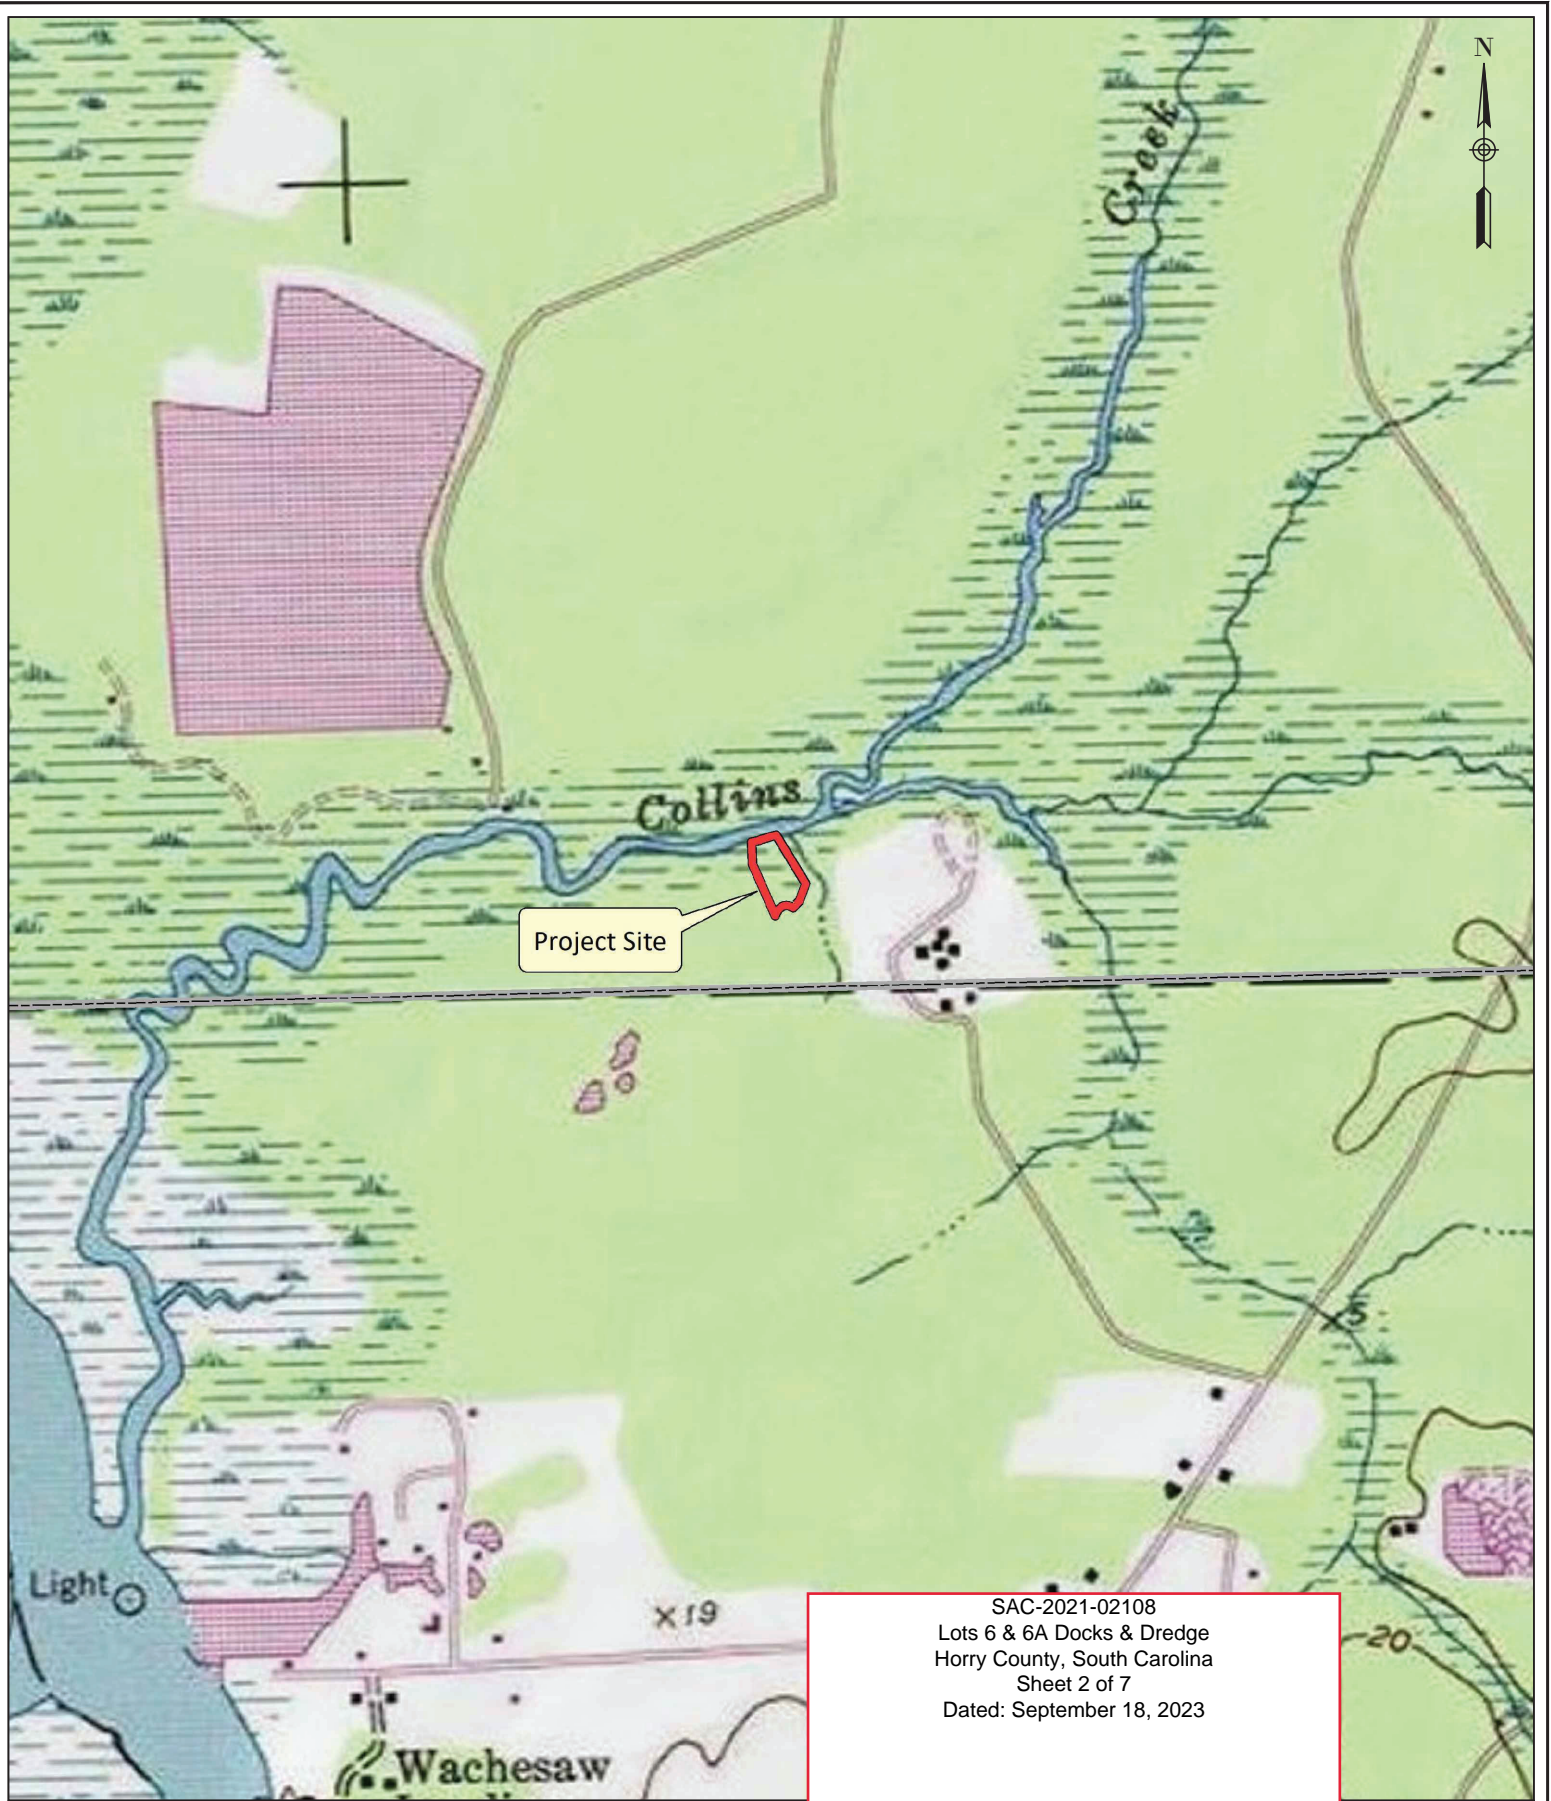 N
Creek
Collins
Project Site
5
Light
×19
20
SAC-2021-02108
Lots 6 & 6A Docks & Dredge
Horry County, South Carolina
Sheet 2 of 7
Dated: September 18, 2023
Wachesaw